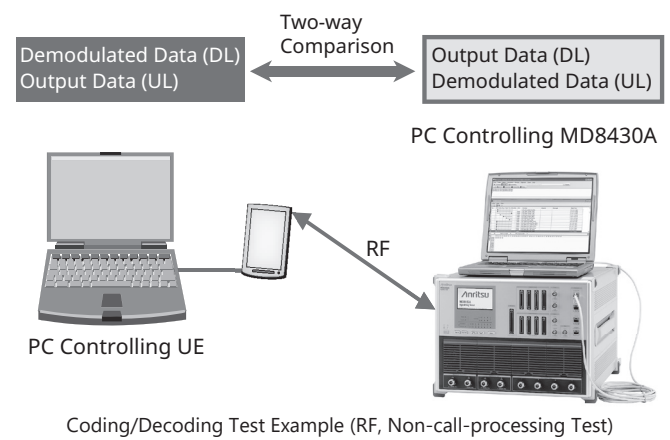 Two-way
Comparison
Demodulated Data (DL)
Output Data (UL)
Output Data (DL)
Demodulated Data (UL)
PC Controlling MD8430A
RF
Anritsu
PC Controlling UE
Coding/Decoding Test Example (RF, Non-call-processing Test)